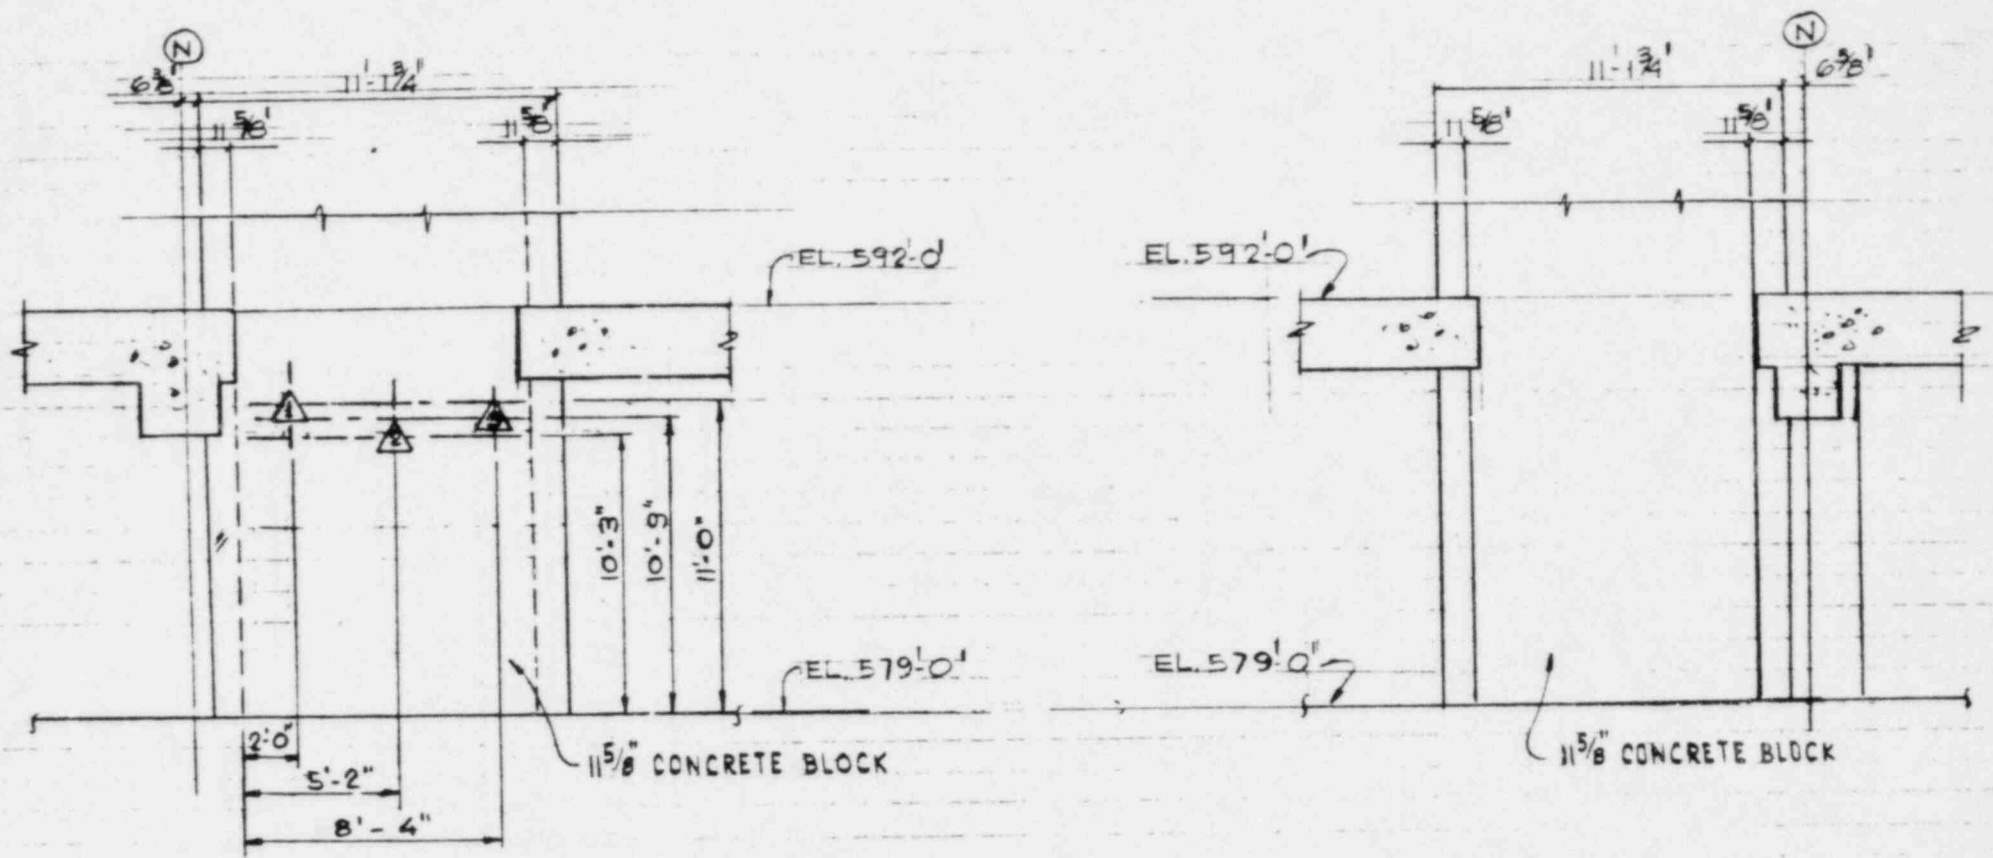 N
N
6 3/8"
11'-1 3/4"
11'-1 3/4"
6 3/8"
11 5/8"
11 5/8"
11 5/8"
11 5/8"
EL. 592'-0"
EL. 592'-0"
1
2
10'-3"
10'-9"
11'-0"
EL. 579'-0"
EL. 579'-0"
2'-0"
11 5/8" CONCRETE BLOCK
11 5/8" CONCRETE BLOCK
5'-2"
8'-4"